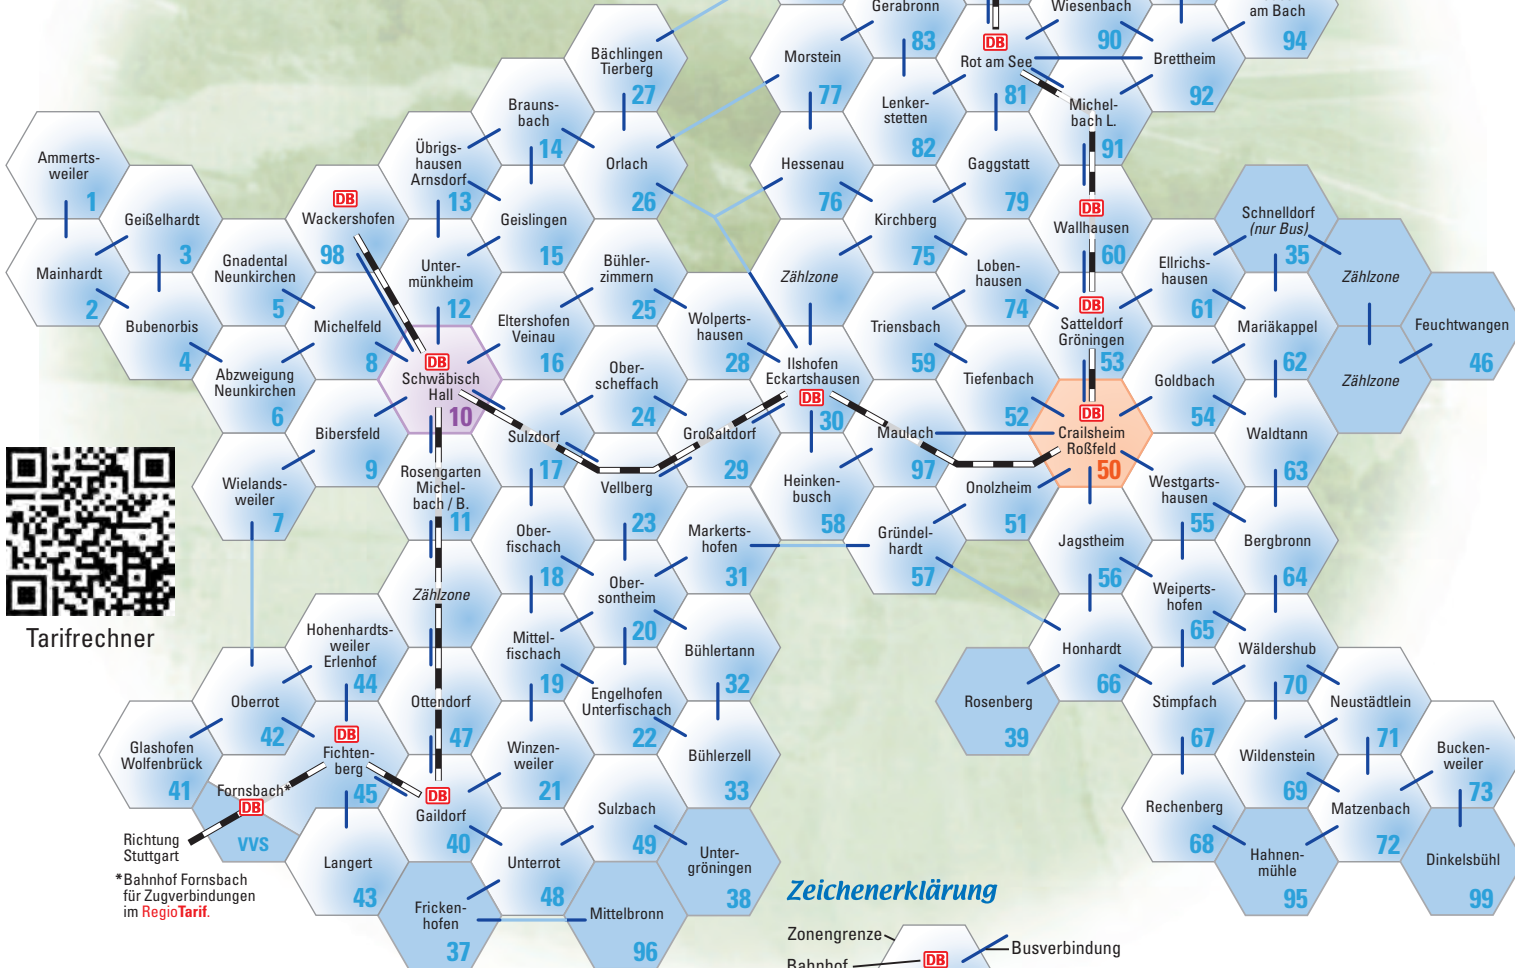 Gerabronn
83
DB
Wiesenbach
90
am Bach
94
Bächlingen
Tierberg
27
Morstein
77
Rot am See
81
Brettheim
92
Brauns-
bach
14
Lenker-
stetten
82
Michel-
bach L.
91
Ammerts-
weiler
1
Übrigs-
hausen
Arnsdorf
13
Orlach
26
Hessenau
76
Gaggstatt
79
DB
Wackershofen
98
Geißelhardt
3
Geislingen
15
Kirchberg
75
DB
Wallhausen
60
Schnelldorf
(nur Bus)
35
Mainhardt
2
Gnadental
Neunkirchen
5
Unter-
münkheim
12
Bühler-
zimmern
25
Zählzone
Loben-
hausen
74
Ellrichs-
hausen
61
Zählzone
Bubenorbis
4
Michelfeld
8
Eltershofen
Veinau
16
Wolperts-
hausen
28
Triensbach
59
DB
Satteldorf
Gröningen
53
Mariäkappel
62
Feuchtwangen
46
Abzweigung
Neunkirchen
6
DB
Schwäbisch
Hall
10
Ober-
scheffach
24
Ilshofen
Eckartshausen
DB
30
Tiefenbach
52
Goldbach
54
Zählzone
Bibersfeld
9
Sulzdorf
17
Großaltdorf
29
Maulach
97
DB
Crailsheim
Roßfeld
50
Waldtann
63
Wielands-
weiler
7
Rosengarten
Michel-
bach / B.
11
Vellberg
23
Heinken-
busch
58
Onolzheim
51
Westgarts-
hausen
55
Tarifrechner
Ober-
fischach
18
Markerts-
hofen
31
Gründel-
hardt
57
Jagstheim
56
Bergbronn
64
Zählzone
Ober-
sontheim
20
Weiperts-
hofen
65
Hohenhardts-
weiler
Erlenhof
44
Mittel-
fischach
19
Bühlertann
32
Honhardt
66
Wäldershub
70
Oberrot
42
Ottendorf
47
Engelhofen
Unterfischach
22
Rosenberg
39
Stimpfach
67
Neustädtlein
71
Glashofen
Wolfenbrück
41
DB
Fichten-
berg
45
Winzen-
weiler
21
Bühlerzell
33
Wildenstein
69
Bucken-
weiler
73
Fornsbach*
DB
VVS
DB
Gaildorf
40
Sulzbach
49
Rechenberg
68
Matzenbach
72
Richtung
Stuttgart
Langert
43
Unterrot
48
Unter-
gröningen
38
Hahnen-
mühle
95
Dinkelsbühl
99
*Bahnhof Fornsbach
für Zugverbindungen
im RegioTarif.
Fricken-
hofen
37
Mittelbronn
96
Zeichenerklärung
Zonengrenze
Busverbindung
Bahnhof
DB